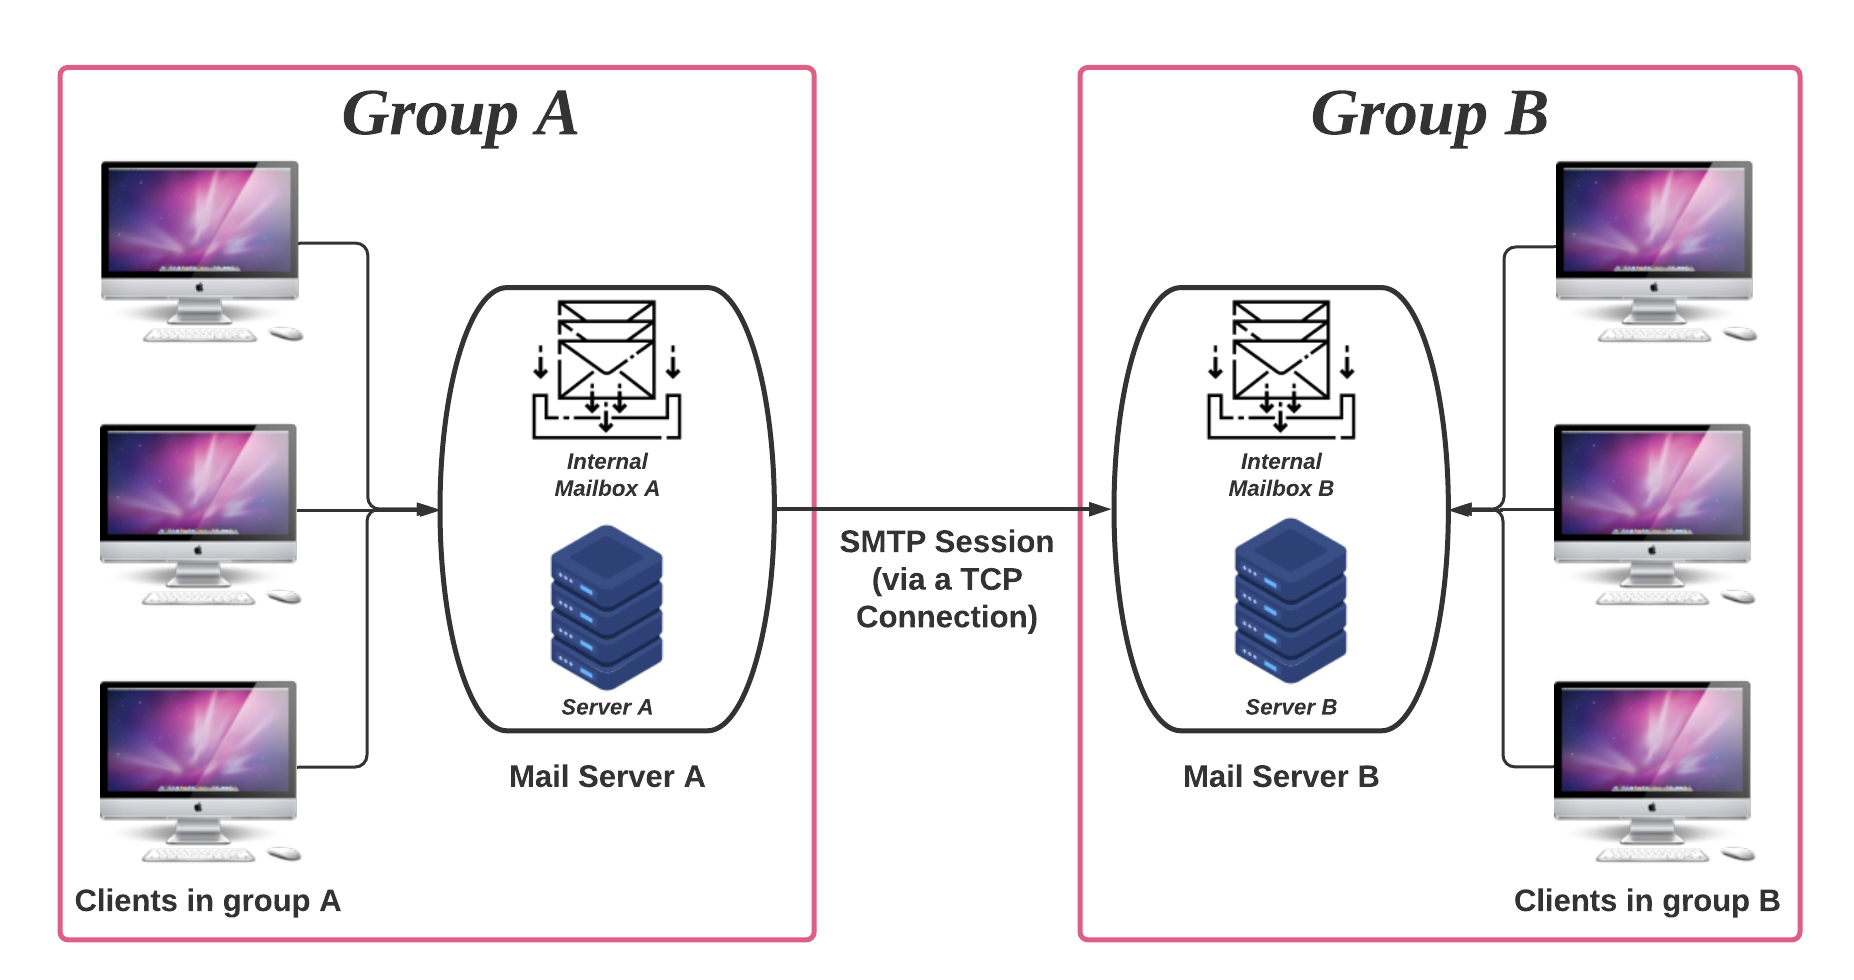 Group A
Group B
Internal
Mailbox A
Internal
Mailbox B
SMTP Session
(via a TCP
Connection)
Server A
Server B
Mail Server A
Mail Server B
Clients in group A
Clients in group B